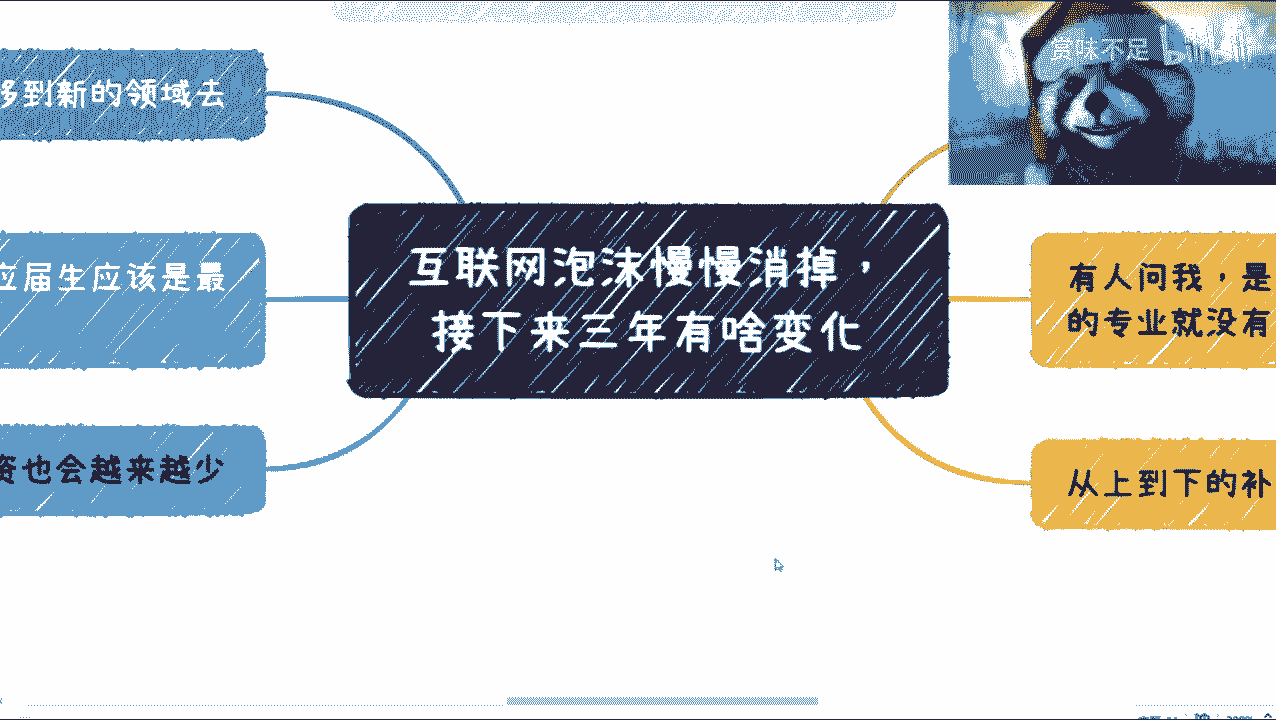 赏味不足
移到新的领域去
互联网泡沫慢慢消掉，
接下来三年有啥变化
应届生应该是最
有人问我，是
的专业就没有
资也会越来越少
从上到下的补